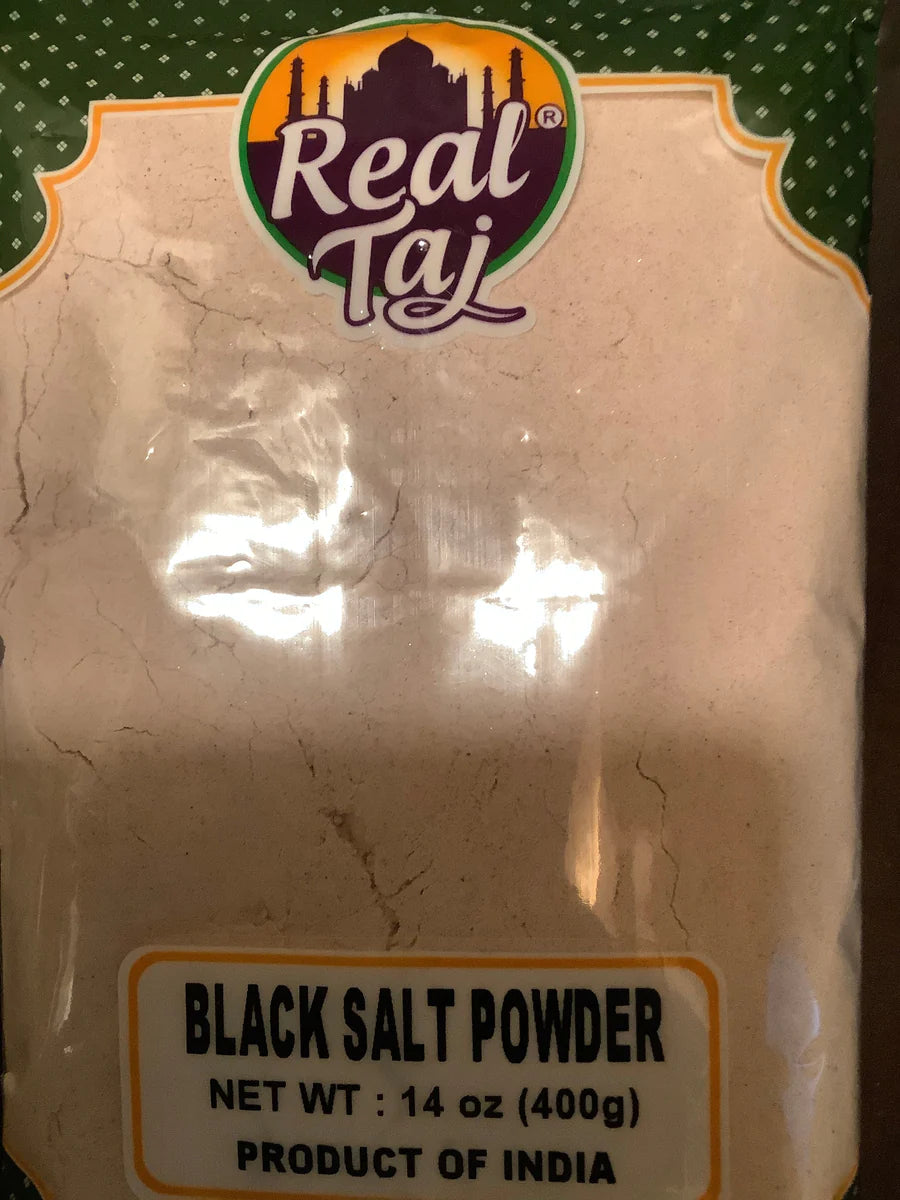 Real®
Taj
BLACK SALT POWDER
NET WT : 14 oz (400g)
PRODUCT OF INDIA